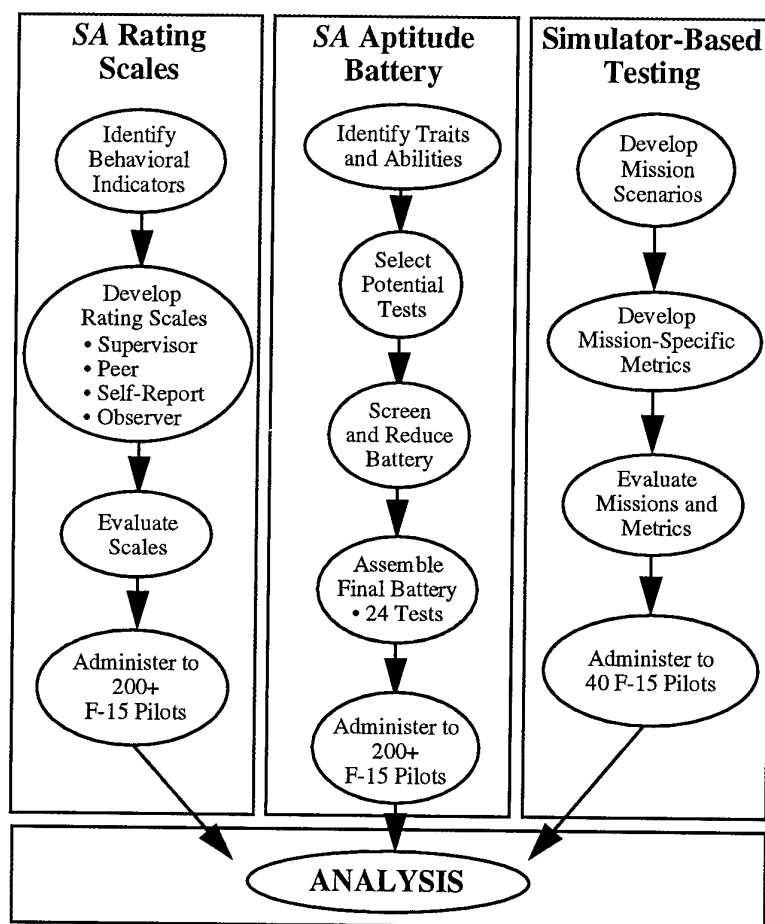 SA Rating
Scales
Identify
Behavioral
Indicators
Develop
Rating Scales
• Supervisor
• Peer
• Self-Report
• Observer
Evaluate
Scales
Administer to
200+
F-15 Pilots
SA Aptitude
Battery
Identify Traits
and Abilities
Select
Potential
Tests
Screen
and Reduce
Battery
Assemble
Final Battery
• 24 Tests
Administer to
200+
F-15 Pilots
Simulator-Based
Testing
Develop
Mission
Scenarios
Develop
Mission-Specific
Metrics
Evaluate
Missions and
Metrics
Administer to
40 F-15 Pilots
ANALYSIS